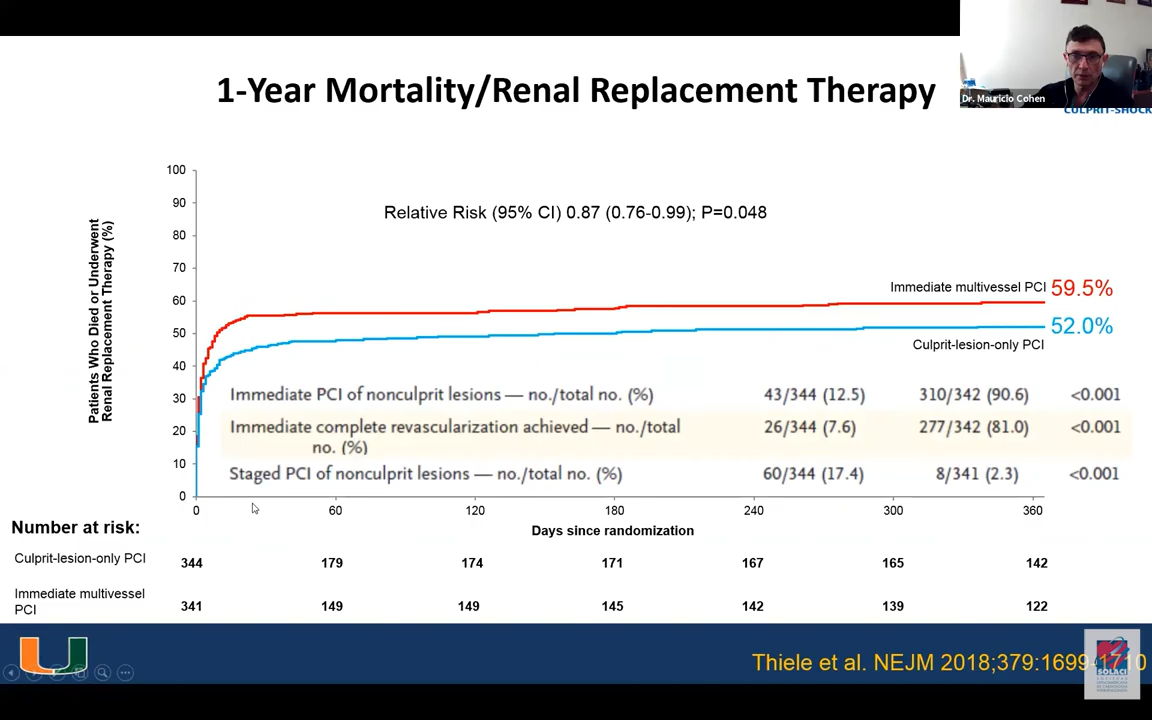 1-Year Mortality/Renal Replacement Therapy
Dr. Mauricio Cohen
CULPRIT-SHOCK
Patients Who Died or Underwent
Renal Replacement Therapy (%)
100
90
80
70
60
50
40
30
20
10
0
Relative Risk (95% CI) 0.87 (0.76-0.99); P=0.048
Immediate multivessel PCI 59.5%
52.0%
Culprit-lesion-only PCI
Immediate PCI of nonculprit lesions — no./total no. (%) 43/344 (12.5) 310/342 (90.6) <0.001
Immediate complete revascularization achieved — no./total 26/344 (7.6) 277/342 (81.0) <0.001
no. (%)
Staged PCI of nonculprit lesions — no./total no. (%) 60/344 (17.4) 8/341 (2.3) <0.001
0 60 120 180 240 300 360
Days since randomization
Number at risk:
Culprit-lesion-only PCI 344 179 174 171 167 165 142
Immediate multivessel
PCI 341 149 149 145 142 139 122
Thiele et al. NEJM 2018;379:1699-1710
SOLACI